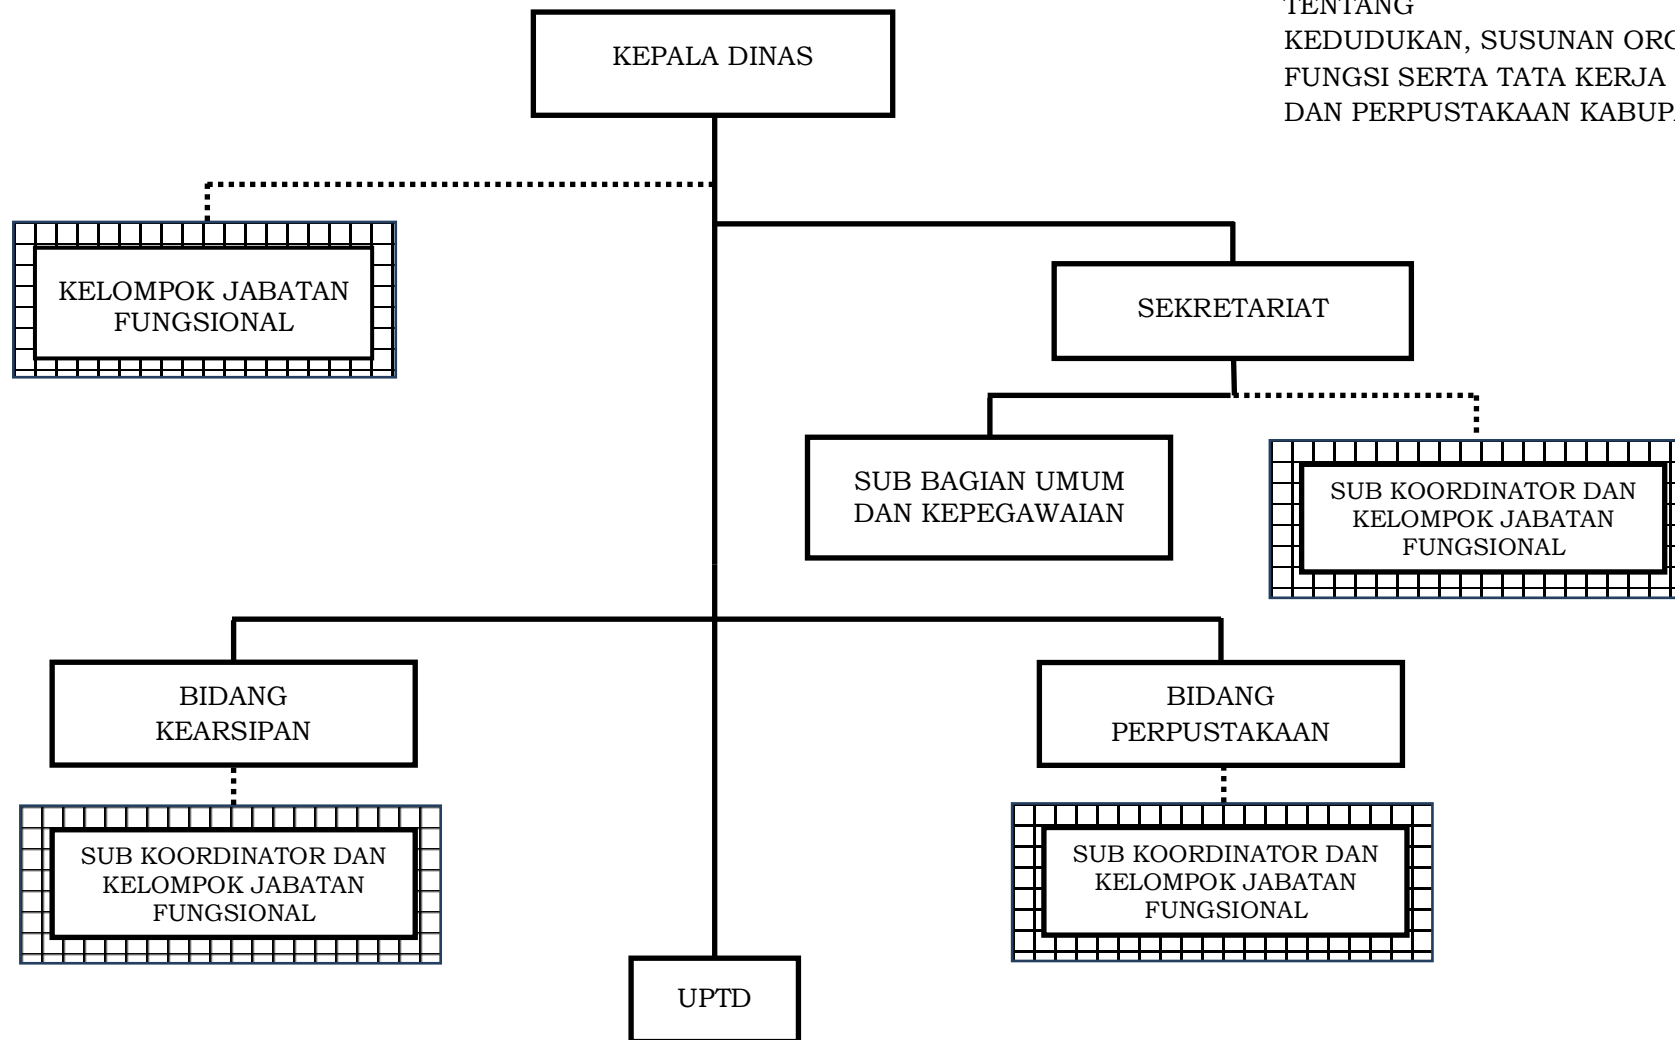 TENTANG
KEDUDUKAN, SUSUNAN
FUNGSI SERTA TATA KERJA
DAN PERPUSTAKAAN
KEPALA DINAS
KELOMPOK JABATAN
FUNGSIONAL
SEKRETARIAT
SUB BAGIAN UMUM
DAN KEPEGAWAIAN
SUB KOORDINATOR DAN
KELOMPOK JABATAN
FUNGSIONAL
BIDANG
KEARSIPAN
BIDANG
PERPUSTAKAAN
SUB KOORDINATOR DAN
KELOMPOK JABATAN
FUNGSIONAL
SUB KOORDINATOR DAN
KELOMPOK JABATAN
FUNGSIONAL
UPTD